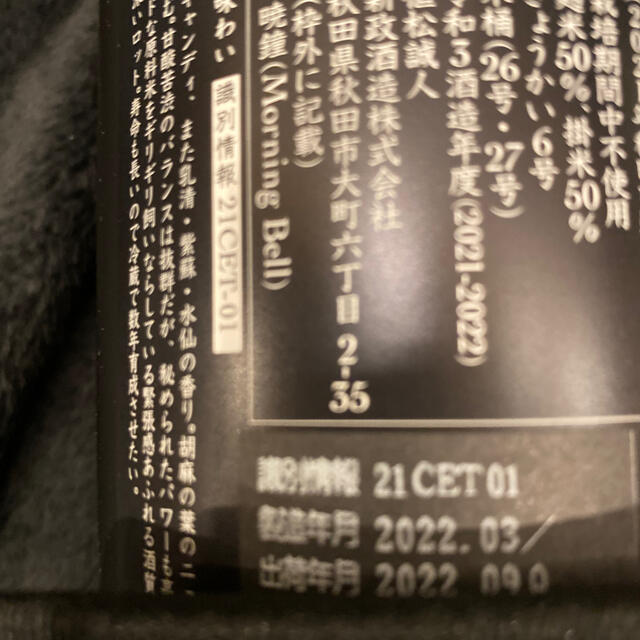 造期間中不使用
米50％、掛米50％
ょうかい6号
木桶(26号・27号)
令和3酒造年度(2021-2022)
植松誠人
新政酒造株式会社
秋田県秋田市大町六丁目2-35
(枠外に記載)
暁鐘(Morning Bell)
味わい
識別情報 21CET-01
ャンディ、また乳清・紫蘇・水仙の香り・胡麻の葉のニ
甘酸苦渋のバランスは抜群だが、秘められたパワーも
な原料米をギリギリ飼いならしている緊張感あふれる酒質
ロット寿命も長いので冷蔵で数年育成させたい。
識別情報 21CET01
製造年月 2022.03/
出荷年月 2022 09